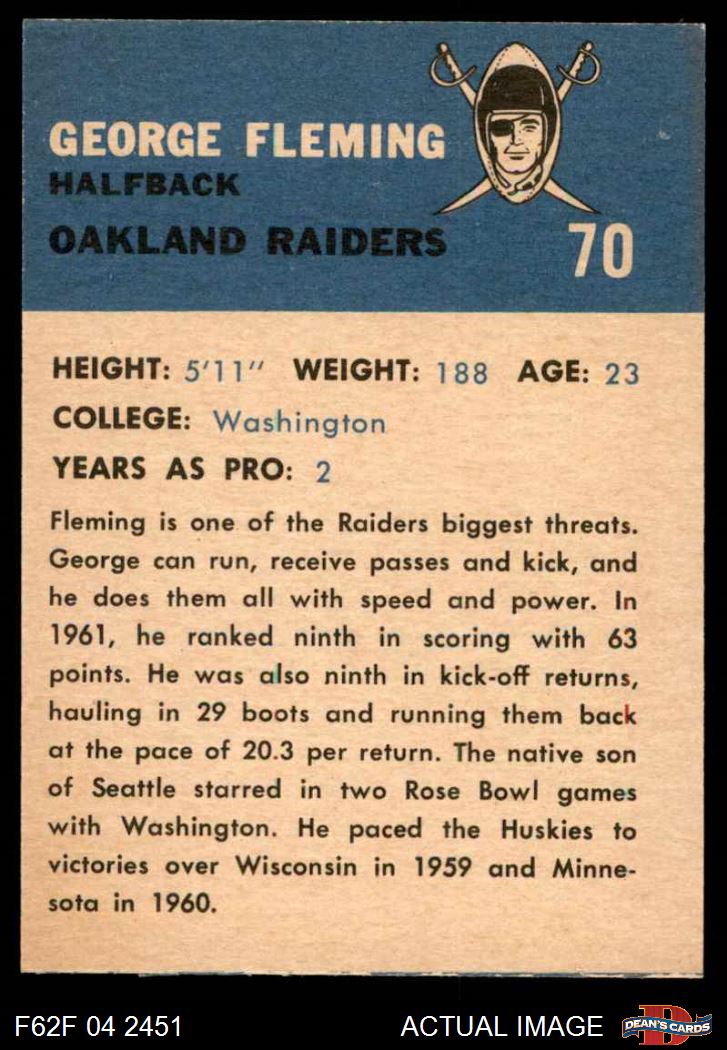 GEORGE FLEMING
HALFBACK
OAKLAND RAIDERS
70
HEIGHT: 5'11" WEIGHT: 188 AGE: 23
COLLEGE: Washington
YEARS AS PRO: 2
Fleming is one of the Raiders biggest threats.
George can run, receive passes and kick, and
he does them all with speed and power. In
1961, he ranked ninth in scoring with 63
points. He was also ninth in kick-off returns,
hauling in 29 boots and running them back
at the pace of 20.3 per return. The native son
of Seattle starred in two Rose Bowl games
with Washington. He paced the Huskies to
victories over Wisconsin in 1959 and Minne-
sota in 1960.
F62F 04 2451
ACTUAL IMAGE
D
DEAN'S CARDS